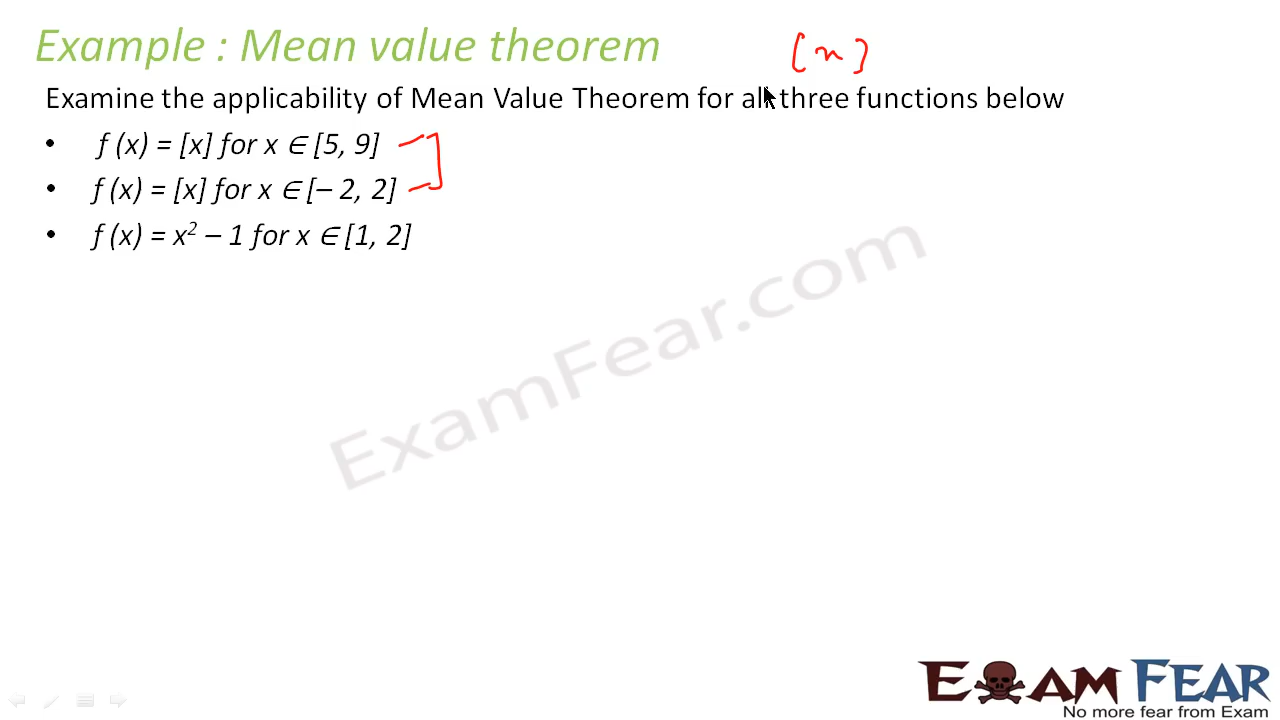 Example : Mean value theorem
[x]
Examine the applicability of Mean Value Theorem for all three functions below
• f (x) = [x] for x ∈ [5, 9]
• f (x) = [x] for x ∈ [– 2, 2]
• f (x) = x² – 1 for x ∈ [1, 2]
ExamFear.com
EXAM FEAR
No more fear from Exam